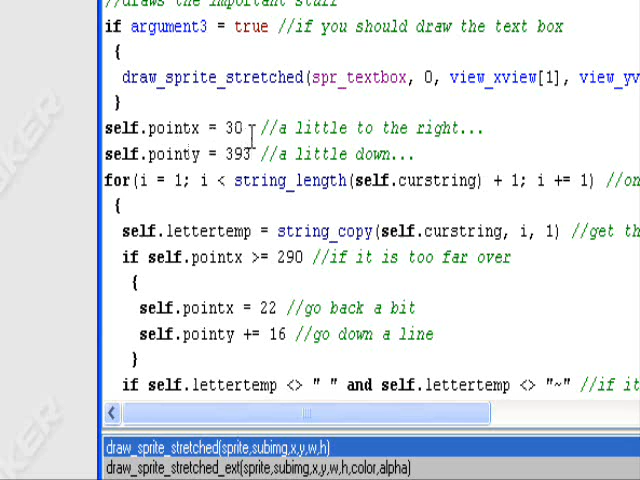 //draws the important stuff
if argument3 = true //if you should draw the text box
{
draw_sprite_stretched(spr_textbox, 0, view_xview[1], view_yv
}
self.pointx = 30 //a little to the right...
self.pointy = 393 //a little down...
for(i = 1; i < string_length(self.curstring) + 1; i += 1) //on
{
self.lettertemp = string_copy(self.curstring, i, 1) //get th
if self.pointx >= 290 //if it is too far over
{
self.pointx = 22 //go back a bit
self.pointy += 16 //go down a line
}
if self.lettertemp <> " " and self.lettertemp <> "~" //if it
draw_sprite_stretched(sprite,subimg,x,y,w,h)
draw_sprite_stretched_ext(sprite,subimg,x,y,w,h,color,alpha)